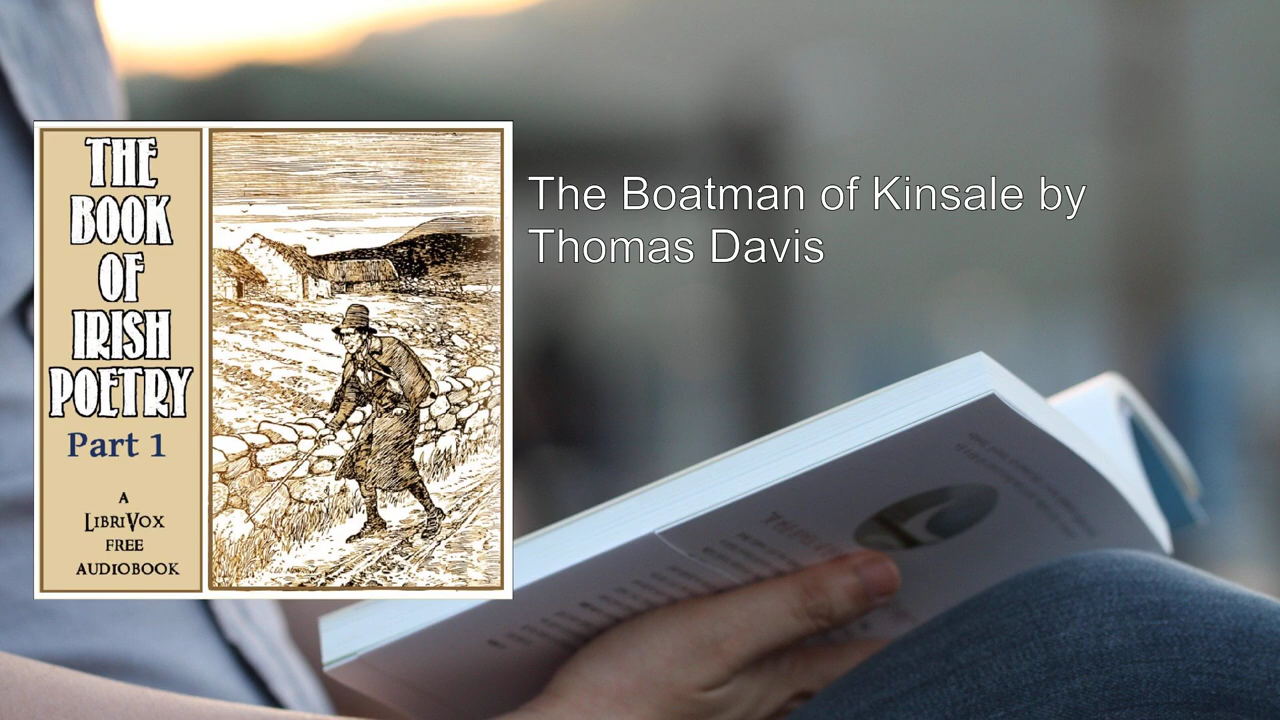 THE
BOOK
OF
IRISH
POETRY
Part 1
A
LIBRIVOX
FREE
AUDIOBOOK
The Boatman of Kinsale by
Thomas Davis